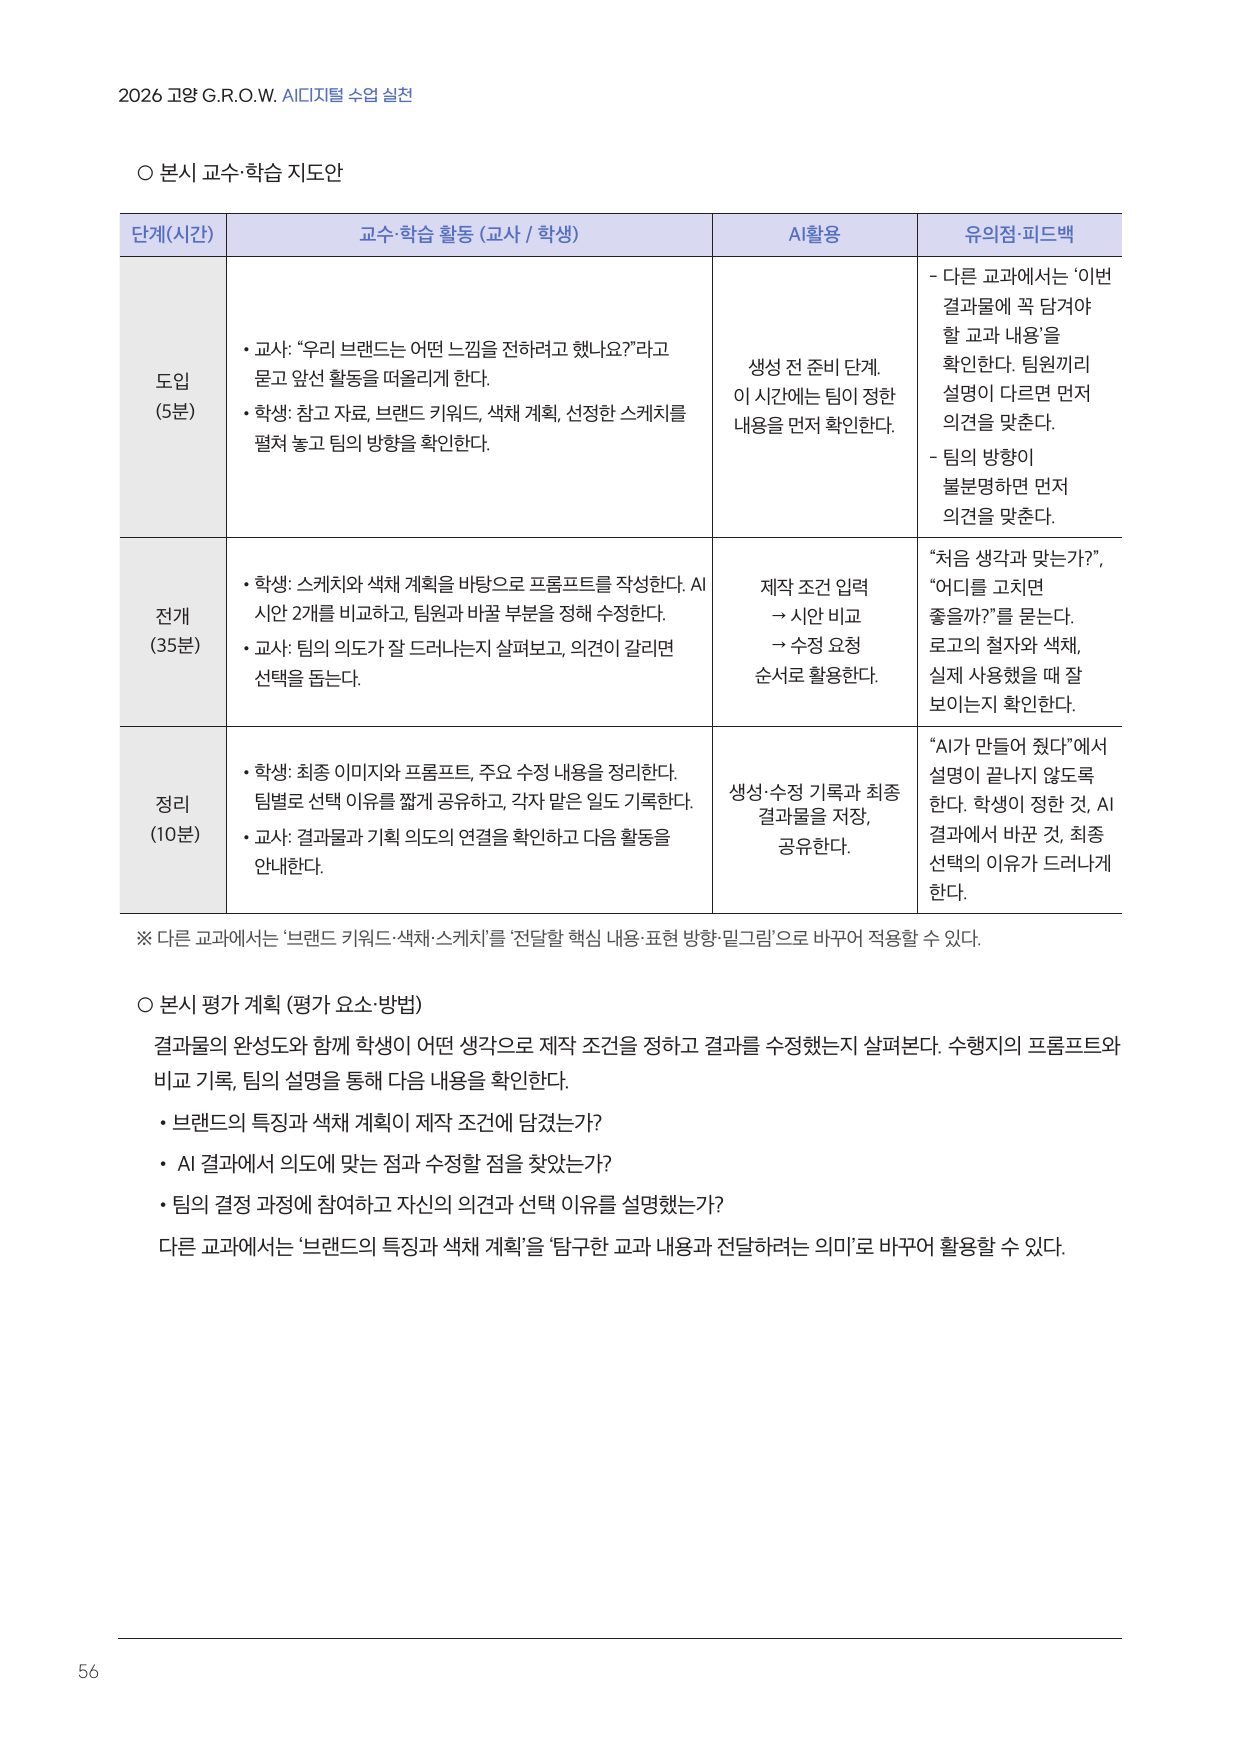 2026 고양 G.R.O.W. AI디지털 수업 실천
○ 본시 교수·학습 지도안
단계(시간)
교수·학습 활동 (교사 / 학생)
AI활용
유의점·피드백
도입
(5분)
• 교사: “우리 브랜드는 어떤 느낌을 전하려고 했나요?”라고
묻고 앞선 활동을 떠올리게 한다.
• 학생: 참고 자료, 브랜드 키워드, 색채 계획, 선정한 스케치를
펼쳐 놓고 팀의 방향을 확인한다.
생성 전 준비 단계.
이 시간에는 팀이 정한
내용을 먼저 확인한다.
- 다른 교과에서는 ‘이번
결과물에 꼭 담겨야
할 교과 내용’을
확인한다. 팀원끼리
설명이 다르면 먼저
의견을 맞춘다.
- 팀의 방향이
불분명하면 먼저
의견을 맞춘다.
전개
(35분)
• 학생: 스케치와 색채 계획을 바탕으로 프롬프트를 작성한다. AI
시안 2개를 비교하고, 팀원과 바꿀 부분을 정해 수정한다.
• 교사: 팀의 의도가 잘 드러나는지 살펴보고, 의견이 갈리면
선택을 돕는다.
제작 조건 입력
→ 시안 비교
→ 수정 요청
순서로 활용한다.
“처음 생각과 맞는가?”,
“어디를 고치면
좋을까?”를 묻는다.
로고의 철자와 색채,
실제 사용했을 때 잘
보이는지 확인한다.
정리
(10분)
• 학생: 최종 이미지와 프롬프트, 주요 수정 내용을 정리한다.
팀별로 선택 이유를 짧게 공유하고, 각자 맡은 일도 기록한다.
• 교사: 결과물과 기획 의도의 연결을 확인하고 다음 활동을
안내한다.
생성·수정 기록과 최종
결과물을 저장,
공유한다.
“AI가 만들어 줬다”에서
설명이 끝나지 않도록
한다. 학생이 정한 것, AI
결과에서 바꾼 것, 최종
선택의 이유가 드러나게
한다.
※ 다른 교과에서는 ‘브랜드 키워드·색채·스케치’를 ‘전달할 핵심 내용·표현 방향·밑그림’으로 바꾸어 적용할 수 있다.
○ 본시 평가 계획 (평가 요소·방법)
결과물의 완성도와 함께 학생이 어떤 생각으로 제작 조건을 정하고 결과를 수정했는지 살펴본다. 수행지의 프롬프트와
비교 기록, 팀의 설명을 통해 다음 내용을 확인한다.
• 브랜드의 특징과 색채 계획이 제작 조건에 담겼는가?
• AI 결과에서 의도에 맞는 점과 수정할 점을 찾았는가?
• 팀의 결정 과정에 참여하고 자신의 의견과 선택 이유를 설명했는가?
다른 교과에서는 ‘브랜드의 특징과 색채 계획’을 ‘탐구한 교과 내용과 전달하려는 의미’로 바꾸어 활용할 수 있다.
56